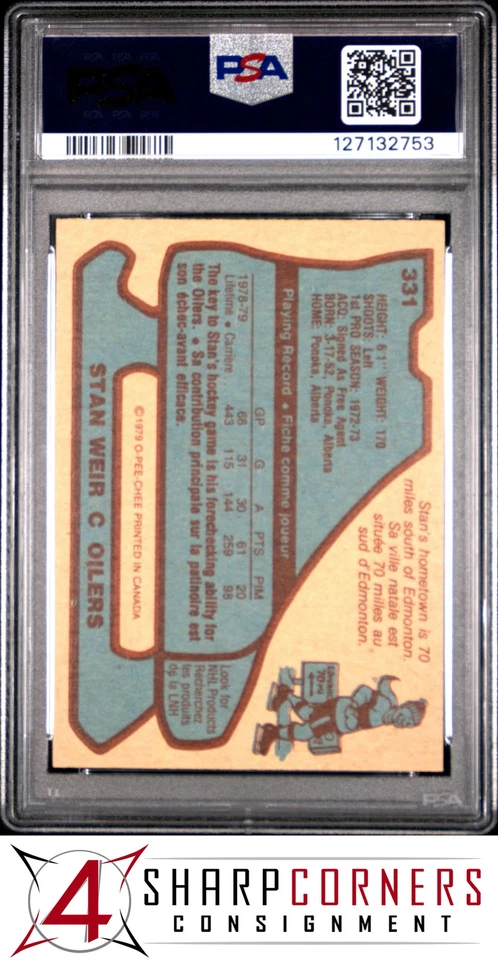 PSA
127132753
331
HEIGHT: 6'1" WEIGHT: 170
SHOOTS: Left
1st PRO SEASON: 1972-73
ACQ: Signed As Free Agent
BORN: 3-17-52, Ponoka, Alberta
HOME: Ponoka, Alberta
Playing Record • Fiche comme joueur
GP G A PTS PIM
1978-79 68 31 30 61 20
Lifetime • Carrière... 443 115 144 259 98
The key to Stan's hockey game is his forechecking ability for
the Oilers. • Sa contribution principale sur la patinoire est
son échec-avant efficace.
©1979 O-PEE-CHEE PRINTED IN CANADA
STAN WEIR C OILERS
Stan's hometown is 70
miles south of Edmonton.
Sa ville natale est
située 70 milles au
sud d'Edmonton.
Look for
NHL Products
Recherchez
les produits
de la LNH
PSA
4 SHARPCORNERS
CONSIGNMENT